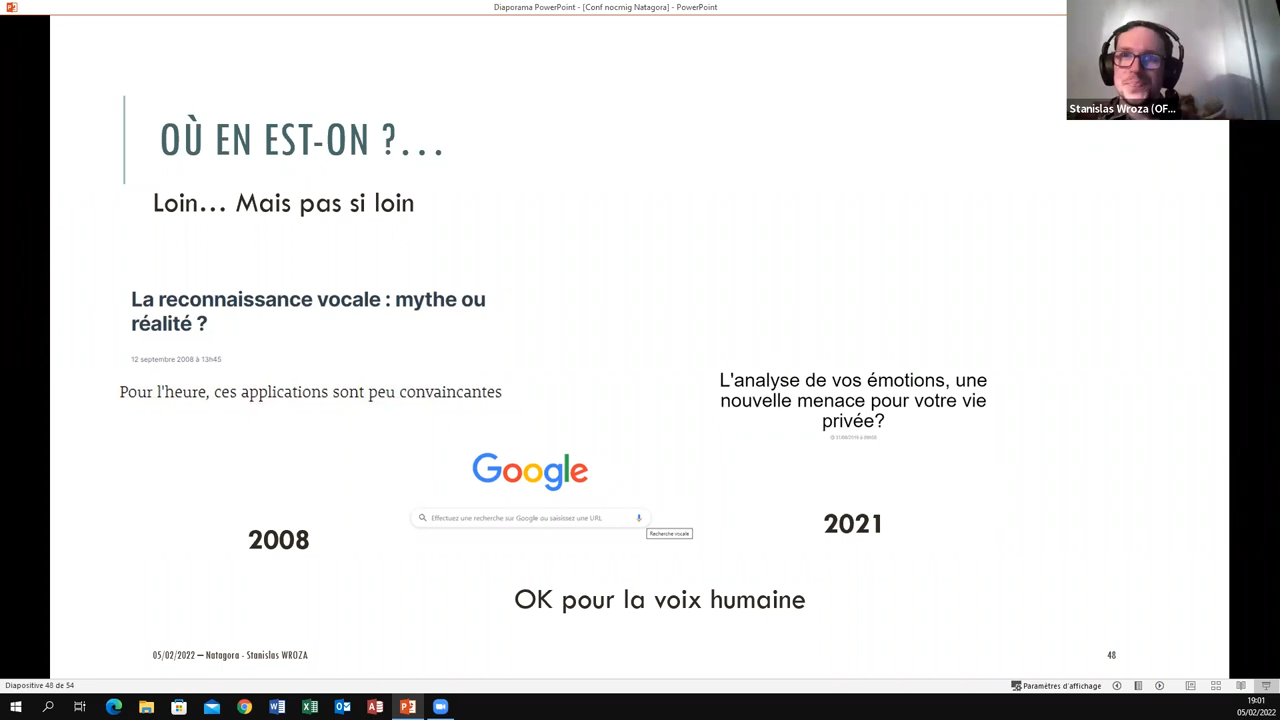 Diaporama PowerPoint - [Conf nocmig Natagora] - PowerPoint
Stanislas Wroza (OF...
OÙ EN EST-ON ?...
Loin... Mais pas si loin
La reconnaissance vocale : mythe ou
réalité ?
12 septembre 2008 à 13h45
Pour l'heure, ces applications sont peu convaincantes
L'analyse de vos émotions, une
nouvelle menace pour votre vie
privée?
Google
Effectuez une recherche sur Google ou saisissez une URL
Recherche vocale
2008
2021
OK pour la voix humaine
05/02/2022 — Natagora - Stanislas WROZA
48
Diapositive 48 de 54
Paramètres d'affichage
19:01
05/02/2022